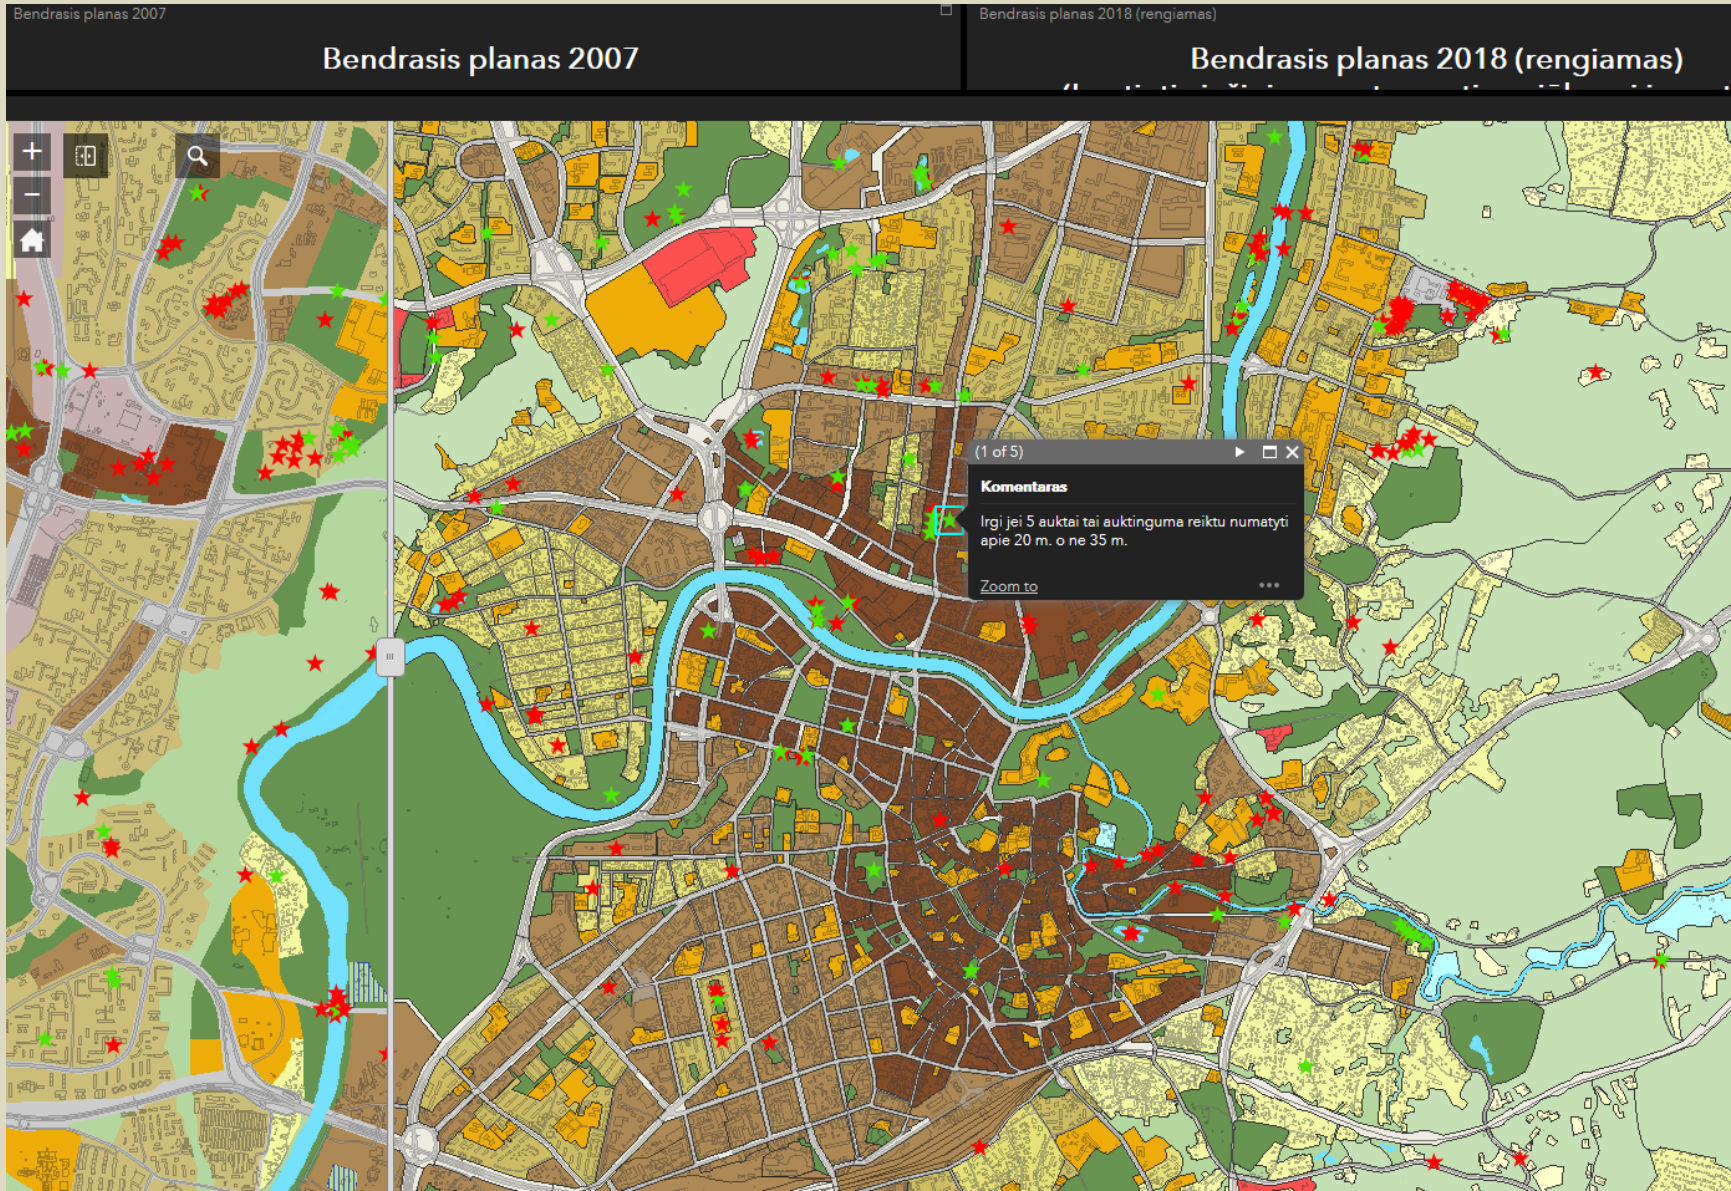 Bendrasis planas 2007
Bendrasis planas 2018 (rengiamas)
Bendrasis planas 2007
Bendrasis planas 2018 (rengiamas)
(1 of 5)
Komentaras
Irgi jei 5 auktai tai auktinguma reiktu numatyti
apie 20 m. o ne 35 m.
Zoom to